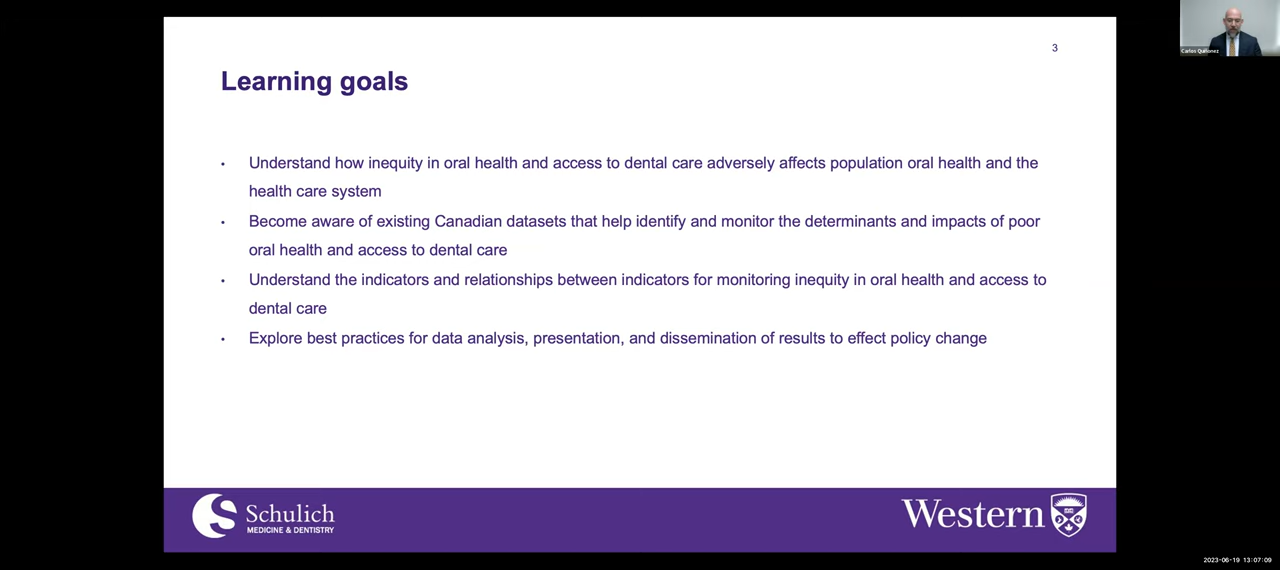 3
Carlos Quiñonez
Learning goals
• Understand how inequity in oral health and access to dental care adversely affects population oral health and the
health care system
• Become aware of existing Canadian datasets that help identify and monitor the determinants and impacts of poor
oral health and access to dental care
• Understand the indicators and relationships between indicators for monitoring inequity in oral health and access to
dental care
• Explore best practices for data analysis, presentation, and dissemination of results to effect policy change
Schulich
MEDICINE & DENTISTRY
Western
2023-06-19 13:07:09